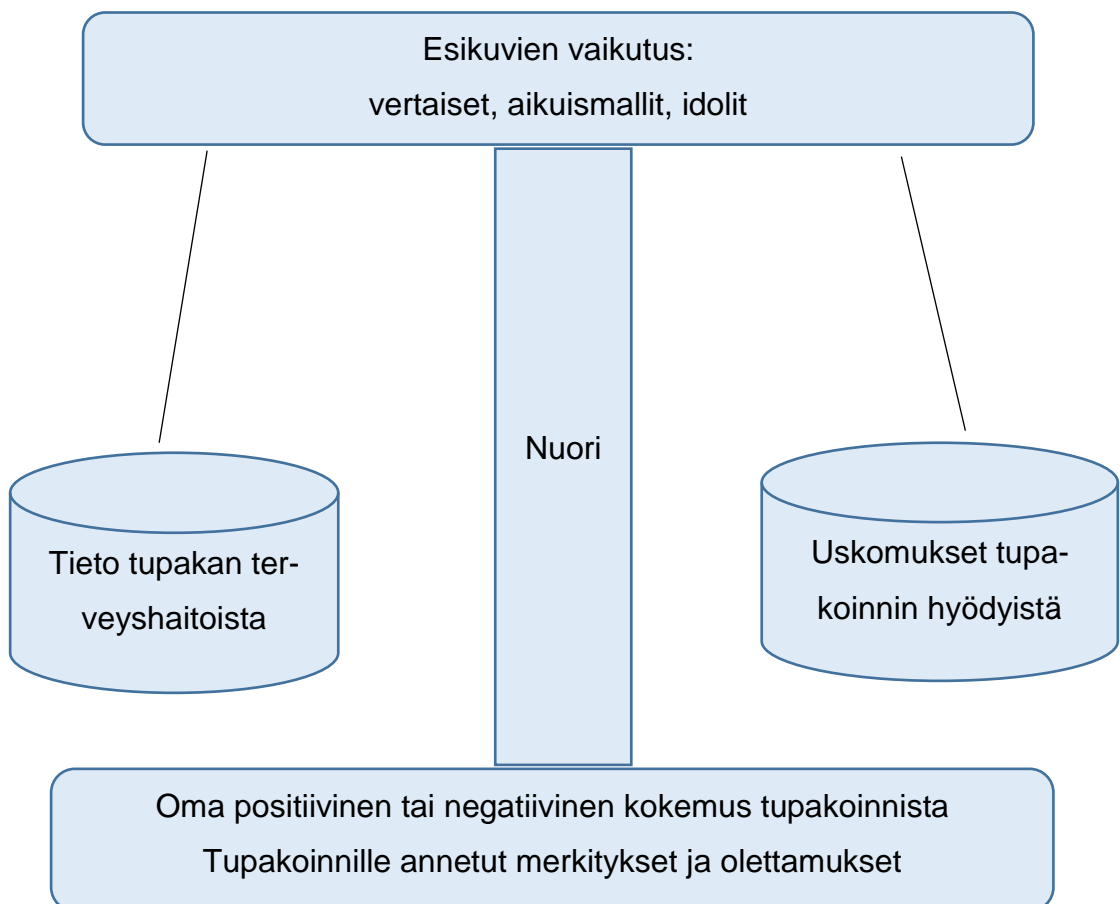 Esikuvien vaikutus:
vertaiset, aikuismallit, idolit
Nuori
Tieto tupakan ter-
veyshaitoista
Uskomukset tupa-
koinnin hyödyistä
Oma positiivinen tai negatiivinen kokemus tupakoinnista
Tupakoinnille annetut merkitykset ja olettamukset